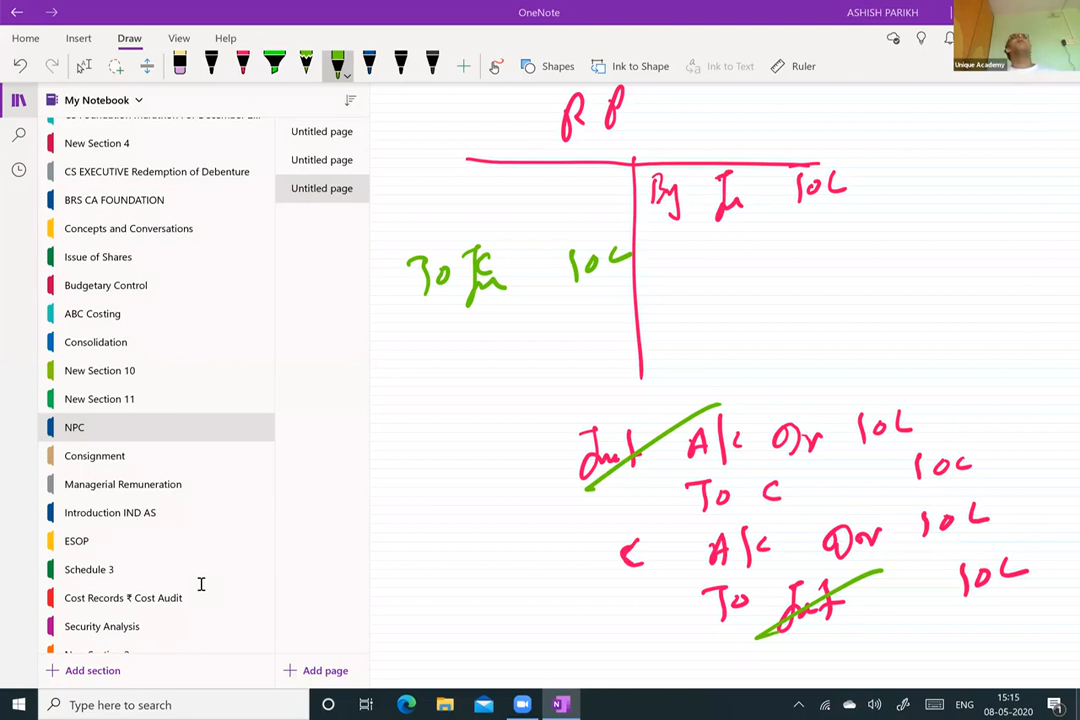 OneNote
ASHISH PARIKH
Home Insert Draw View Help
Unique Academy
Shapes Ink to Shape Ink to Text Ruler
My Notebook
New Section 4
CS EXECUTIVE Redemption of Debenture
BRS CA FOUNDATION
Concepts and Conversations
Issue of Shares
Budgetary Control
ABC Costing
Consolidation
New Section 10
New Section 11
NPC
Consignment
Managerial Remuneration
Introduction IND AS
ESOP
Schedule 3
Cost Records ₹ Cost Audit
Security Analysis
Add section
Untitled page
Untitled page
Untitled page
Add page
R P
By 10L
To 10L
A/c Dr 10L
To C 10L
C A/c Dr 10L
To 10L
Type here to search
ENG
15:15
08-05-2020
1